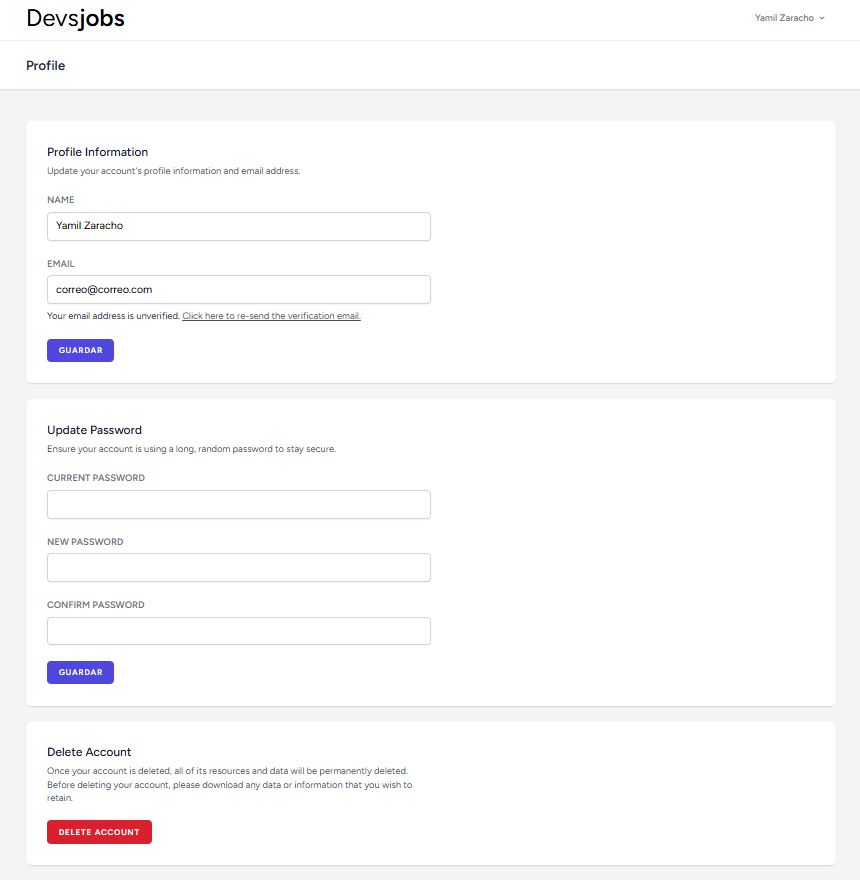 Devsjobs
Yamil Zaracho
Profile
Profile Information
Update your account's profile information and email address.
NAME
Yamil Zaracho
EMAIL
correo@correo.com
Your email address is unverified. Click here to re-send the verification email.
GUARDAR
Update Password
Ensure your account is using a long, random password to stay secure.
CURRENT PASSWORD
NEW PASSWORD
CONFIRM PASSWORD
GUARDAR
Delete Account
Once your account is deleted, all of its resources and data will be permanently deleted.
Before deleting your account, please download any data or information that you wish to
retain.
DELETE ACCOUNT